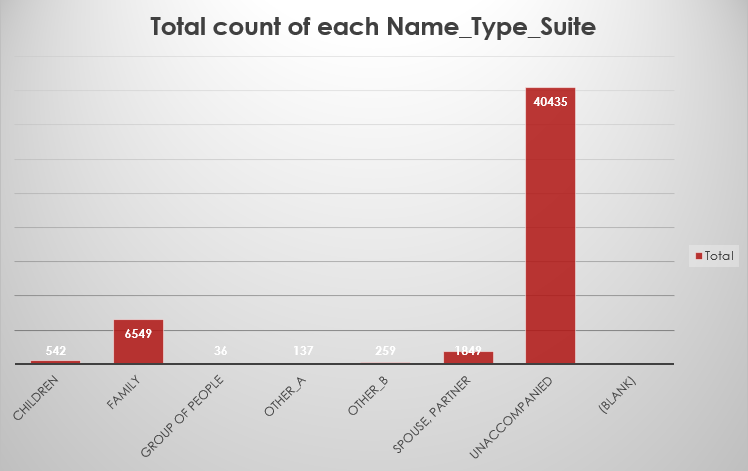 Total count of each Name_Type_Suite
40435
6549
542
36
137
259
1849
Total
CHILDREN
FAMILY
GROUP OF PEOPLE
OTHER_A
OTHER_B
SPOUSE, PARTNER
UNACCOMPANIED
(BLANK)